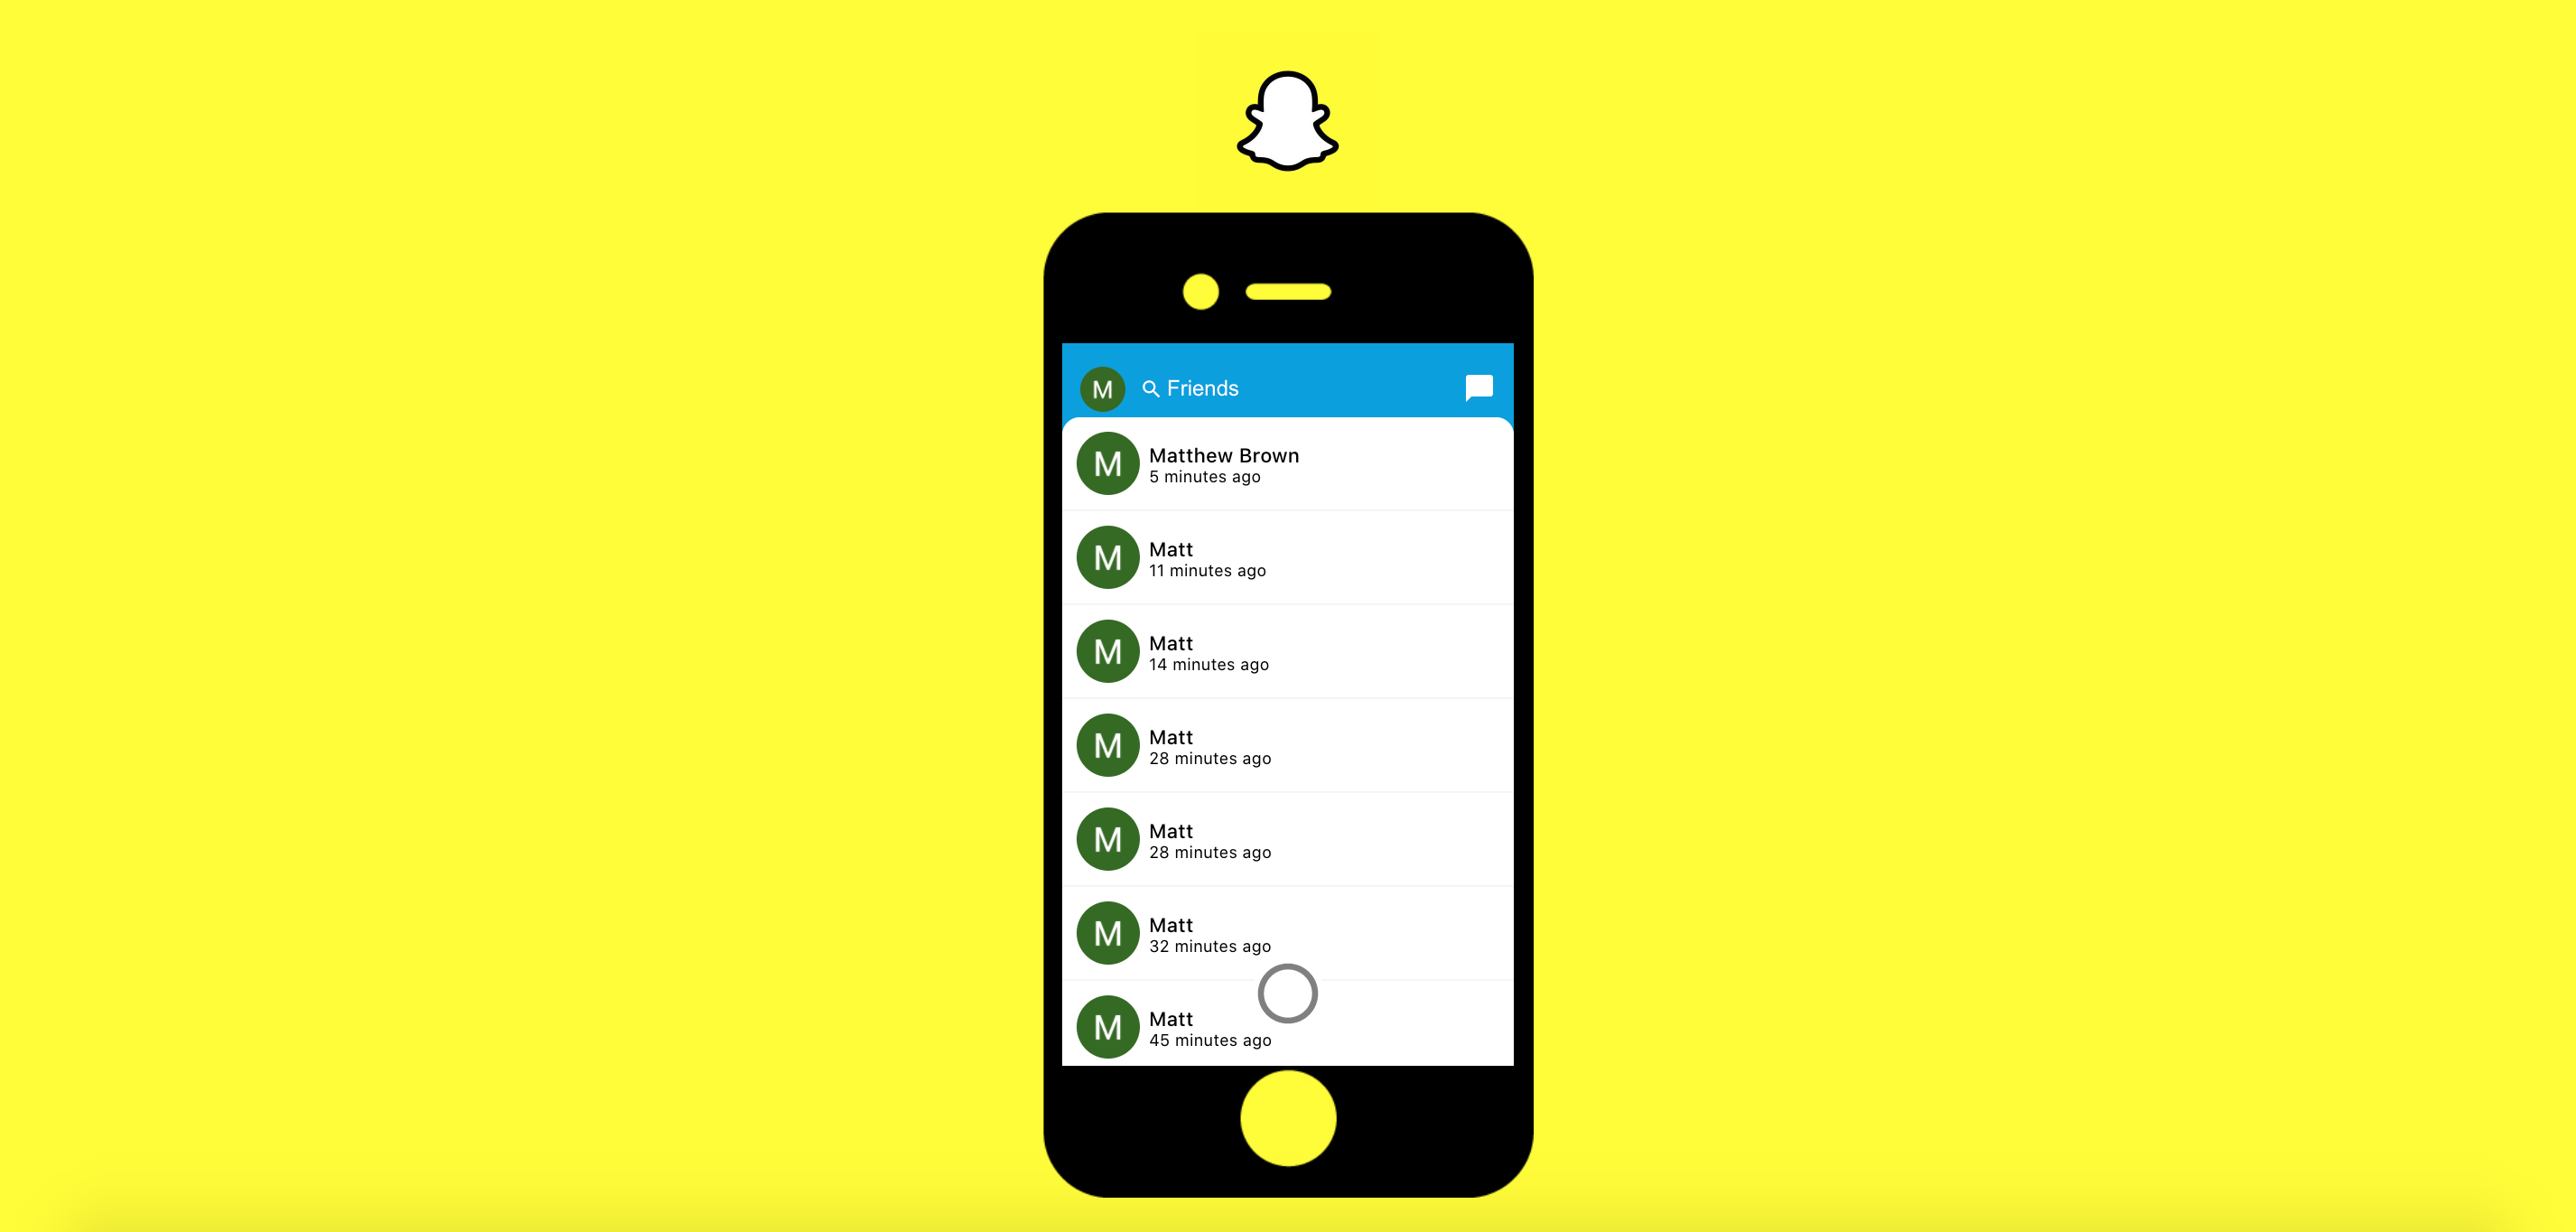 M
Friends
M
Matthew Brown
5 minutes ago
M
Matt
11 minutes ago
M
Matt
14 minutes ago
M
Matt
28 minutes ago
M
Matt
28 minutes ago
M
Matt
32 minutes ago
M
Matt
45 minutes ago